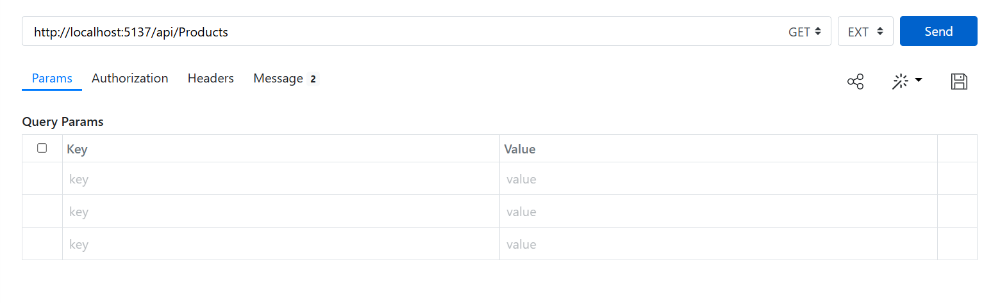 http://localhost:5137/api/Products GET EXT Send
Params Authorization Headers Message 2
Query Params
Key Value
key value
key value
key value